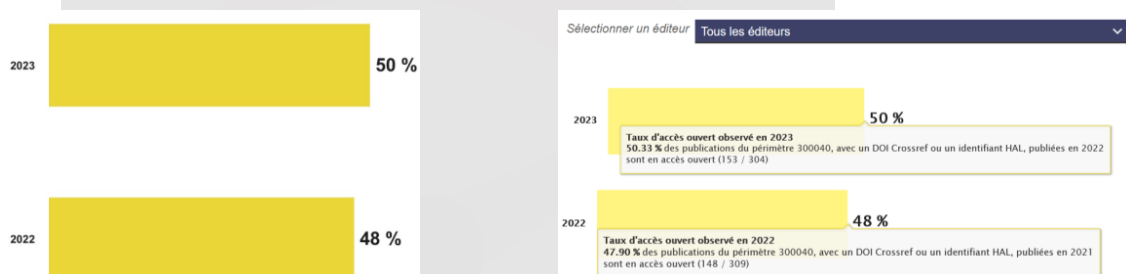 2023
50 %
2022
48 %
Sélectionner un éditeur Tous les éditeurs
2023
50 %
Taux d'accès ouvert observé en 2023
50.33 % des publications du périmètre 300040, avec un DOI Crossref ou un identifiant HAL, publiées en 2022
sont en accès ouvert (153 / 304)
2022
48 %
Taux d'accès ouvert observé en 2022
47.90 % des publications du périmètre 300040, avec un DOI Crossref ou un identifiant HAL, publiées en 2021
sont en accès ouvert (148 / 309)